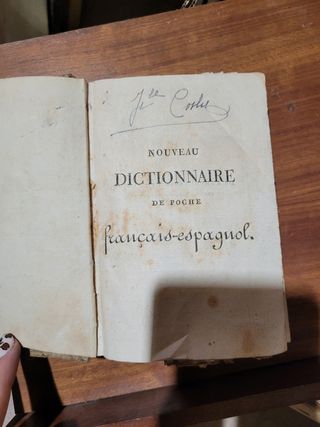 NOUVEAU
DICTIONNAIRE
DE POCHE
français-espagnol.